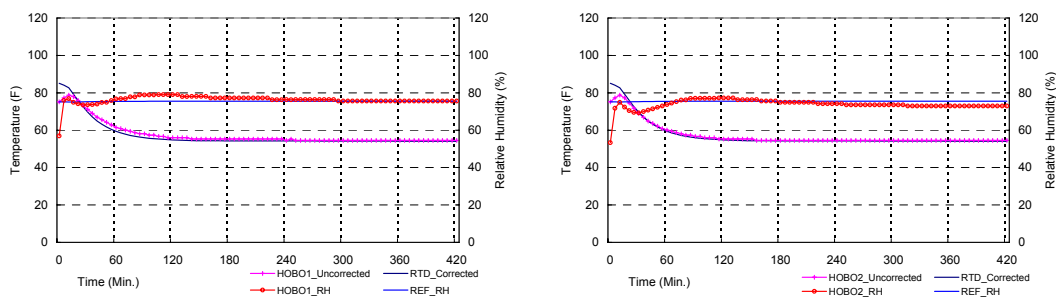 120
100
80
60
40
20
0
Temperature (F)
120
100
80
60
40
20
0
Relative Humidity (%)
0 60 120 180 240 300 360 420
Time (Min.)
HOBO1_Uncorrected
RTD_Corrected
HOBO1_RH
REF_RH
120
100
80
60
40
20
0
Temperature (F)
120
100
80
60
40
20
0
Relative Humidity (%)
0 60 120 180 240 300 360 420
Time (Min.)
HOBO2_Uncorrected
RTD_Corrected
HOBO2_RH
REF_RH